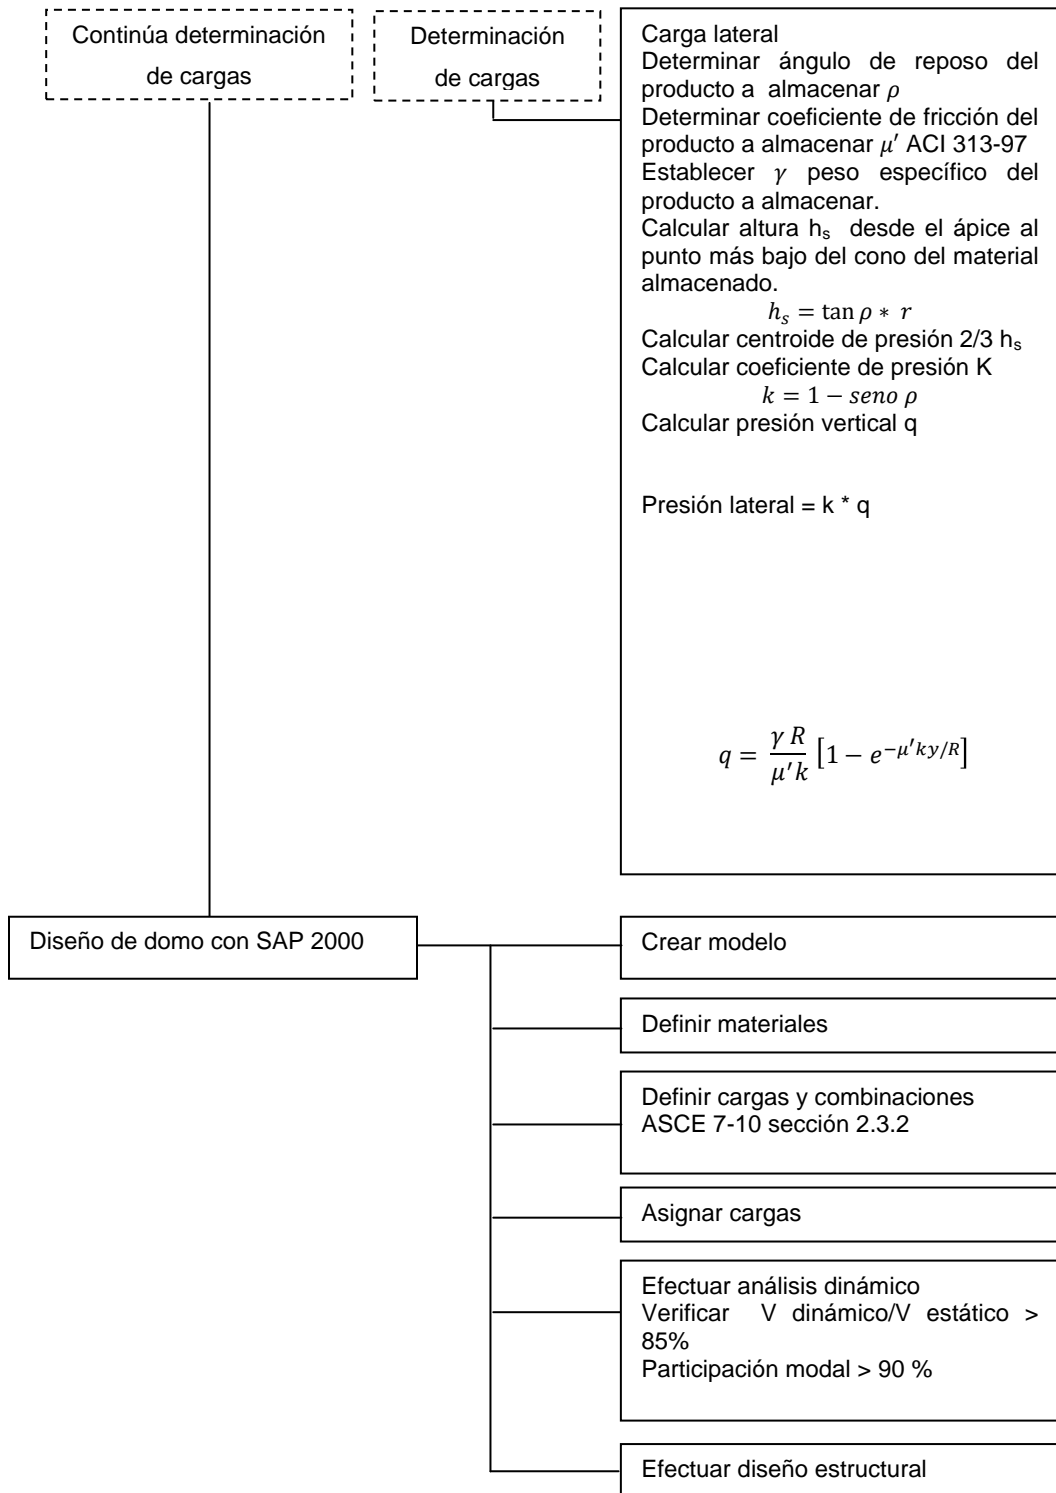 Continúa determinación
de cargas
Determinación
de cargas
Carga lateral
Determinar ángulo de reposo del
producto a almacenar ρ
Determinar coeficiente de fricción del
producto a almacenar μ′ ACI 313-97
Establecer γ peso específico del
producto a almacenar.
Calcular altura hₛ desde el ápice al
punto más bajo del cono del material
almacenado.
hₛ = tan ρ * r
Calcular centroide de presión 2/3 hₛ
Calcular coeficiente de presión K
k = 1 − seno ρ
Calcular presión vertical q
Presión lateral = k * q
q = γ R / μ′k [1 − e^{−μ′ky/R}]
Diseño de domo con SAP 2000
Crear modelo
Definir materiales
Definir cargas y combinaciones
ASCE 7-10 sección 2.3.2
Asignar cargas
Efectuar análisis dinámico
Verificar V dinámico/V estático >
85%
Participación modal > 90 %
Efectuar diseño estructural